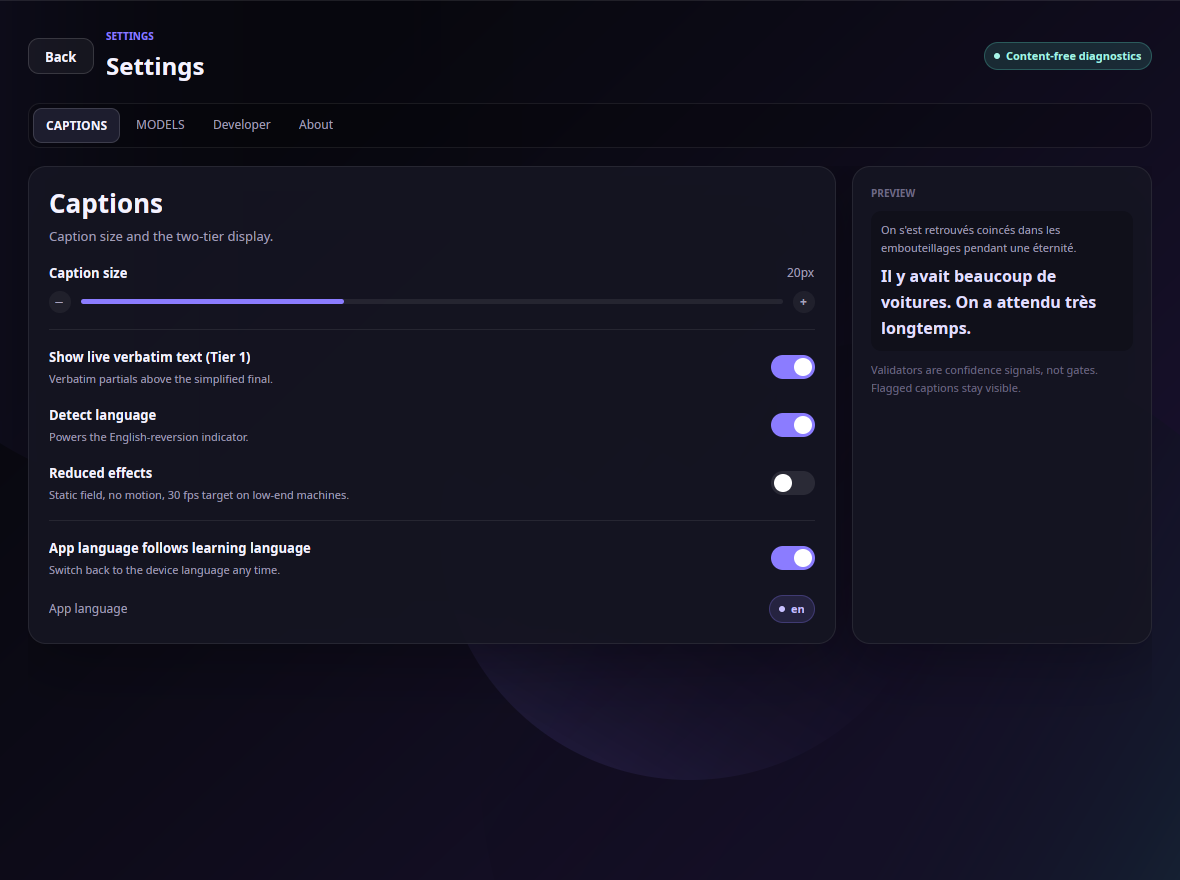 SETTINGS
Back
Settings
Content-free diagnostics
CAPTIONS
MODELS
Developer
About
Captions
Caption size and the two-tier display.
Caption size
20px
–
+
Show live verbatim text (Tier 1)
Verbatim partials above the simplified final.
Detect language
Powers the English-reversion indicator.
Reduced effects
Static field, no motion, 30 fps target on low-end machines.
App language follows learning language
Switch back to the device language any time.
App language
en
PREVIEW
On s'est retrouvés coincés dans les
embouteillages pendant une éternité.
Il y avait beaucoup de
voitures. On a attendu très
longtemps.
Validators are confidence signals, not gates.
Flagged captions stay visible.